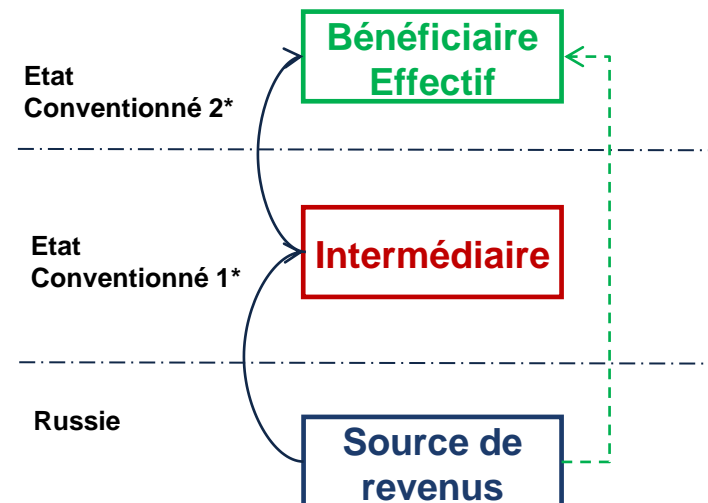 Bénéficiaire
Effectif
Etat
Conventionné 2*
Intermédiaire
Etat
Conventionné 1*
Russie
Source de
revenus